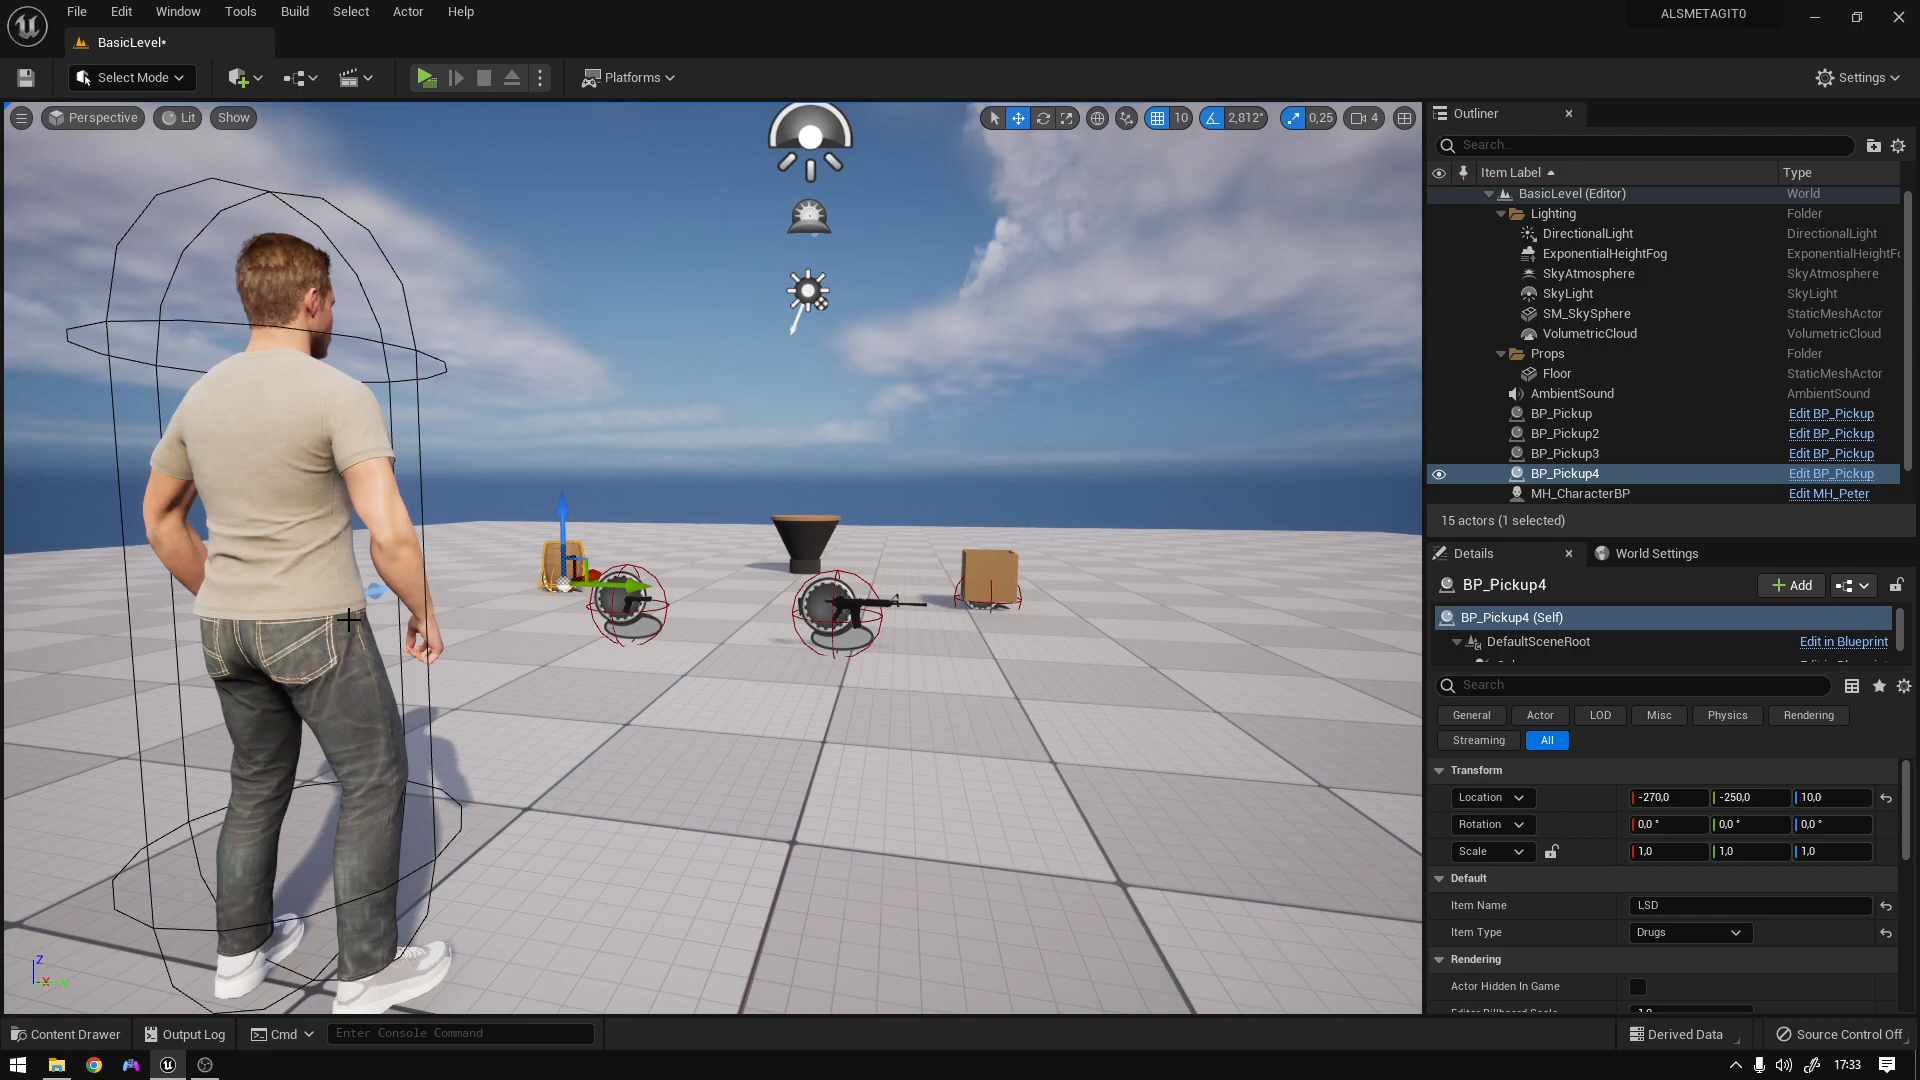 File Edit Window Tools Build Select Actor Help
ALSMETAGIT0
BasicLevel*
Select Mode
Platforms
Settings
Perspective Lit Show
10 2,812° 0,25 4
Outliner
Search...
Item Label Type
BasicLevel (Editor) World
Lighting Folder
DirectionalLight DirectionalLight
ExponentialHeightFog ExponentialHeightFo
SkyAtmosphere SkyAtmosphere
SkyLight SkyLight
SM_SkySphere StaticMeshActor
VolumetricCloud VolumetricCloud
Props Folder
Floor StaticMeshActor
AmbientSound AmbientSound
BP_Pickup Edit BP_Pickup
BP_Pickup2 Edit BP_Pickup
BP_Pickup3 Edit BP_Pickup
BP_Pickup4 Edit BP_Pickup
MH_CharacterBP Edit MH_Peter
15 actors (1 selected)
Details World Settings
BP_Pickup4 Add
BP_Pickup4 (Self)
DefaultSceneRoot Edit in Blueprint
Search
General Actor LOD Misc Physics Rendering
Streaming All
Transform
Location -270,0 -250,0 10,0
Rotation 0,0 ° 0,0 ° 0,0 °
Scale 1,0 1,0 1,0
Default
Item Name LSD
Item Type Drugs
Rendering
Actor Hidden In Game
Z
X Y
Content Drawer Output Log Cmd Enter Console Command
Derived Data Source Control Off
17:33